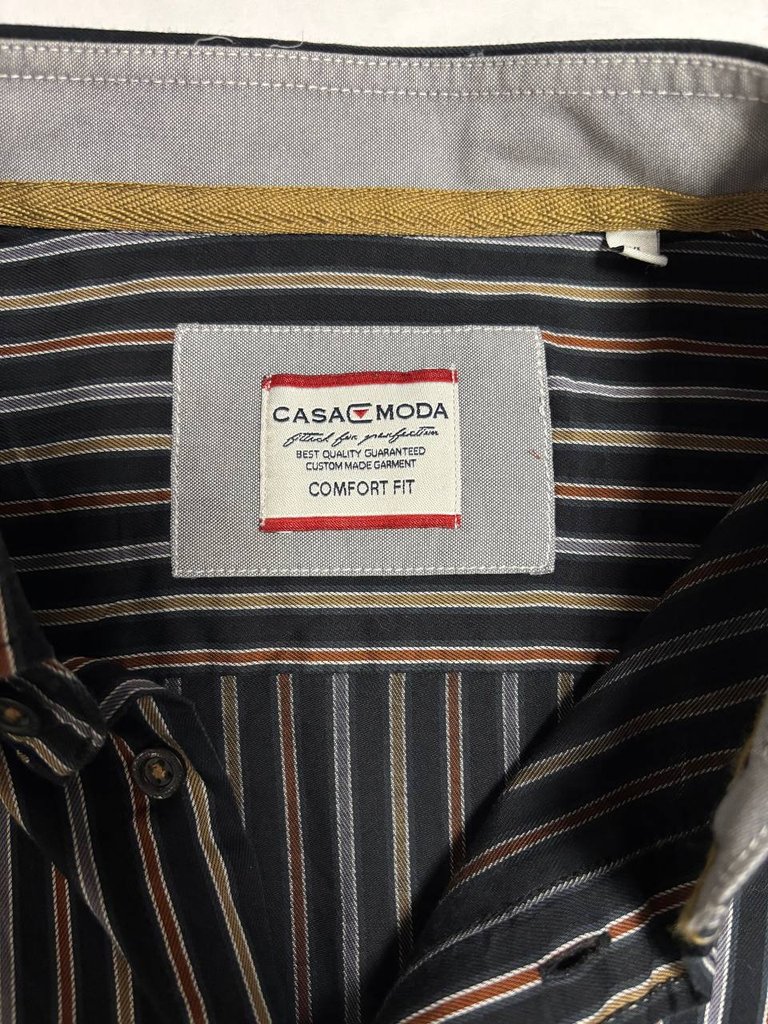 CASA MODA
fitted for perfection
BEST QUALITY GUARANTEED
CUSTOM MADE GARMENT
COMFORT FIT